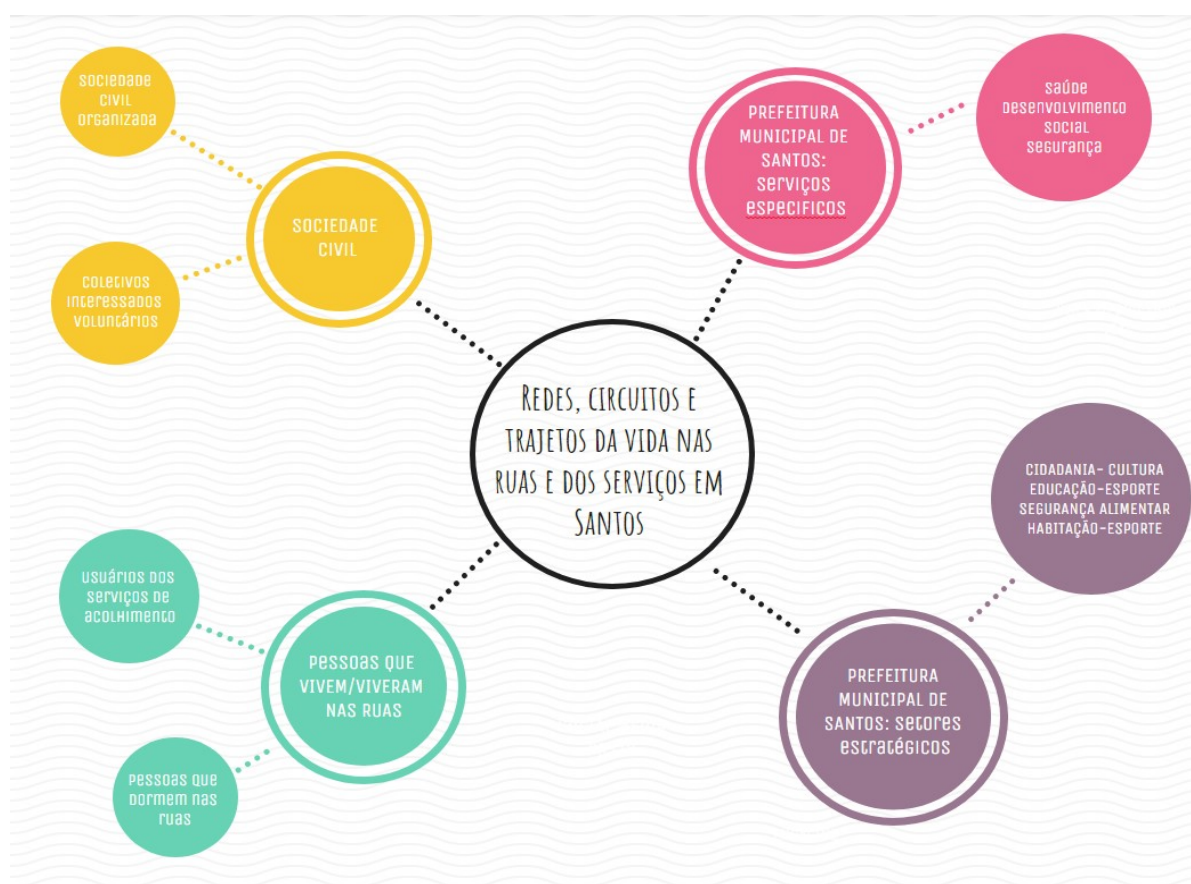 SOCIEDADE
CIVIL
ORGANIZADA
SOCIEDADE
CIVIL
COLETIVOS
INTERESSADOS
VOLUNTÁRIOS
PREFEITURA
MUNICIPAL DE
SANTOS:
SERVIÇOS
ESPECIFICOS
SAÚDE
DESENVOLVIMENTO
SOCIAL
SEGURANÇA
REDES, CIRCUITOS E
TRAJETOS DA VIDA NAS
RUAS E DOS SERVIÇOS EM
SANTOS
USUÁRIOS DOS
SERVIÇOS DE
ACOLHIMENTO
PESSOAS QUE
VIVEM/VIVERAM
NAS RUAS
PESSOAS QUE
DORMEM NAS
RUAS
CIDADANIA- CULTURA
EDUCAÇÃO-ESPORTE
SEGURANÇA ALIMENTAR
HABITAÇÃO-ESPORTE
PREFEITURA
MUNICIPAL DE
SANTOS: SETORES
ESTRATÉGICOS